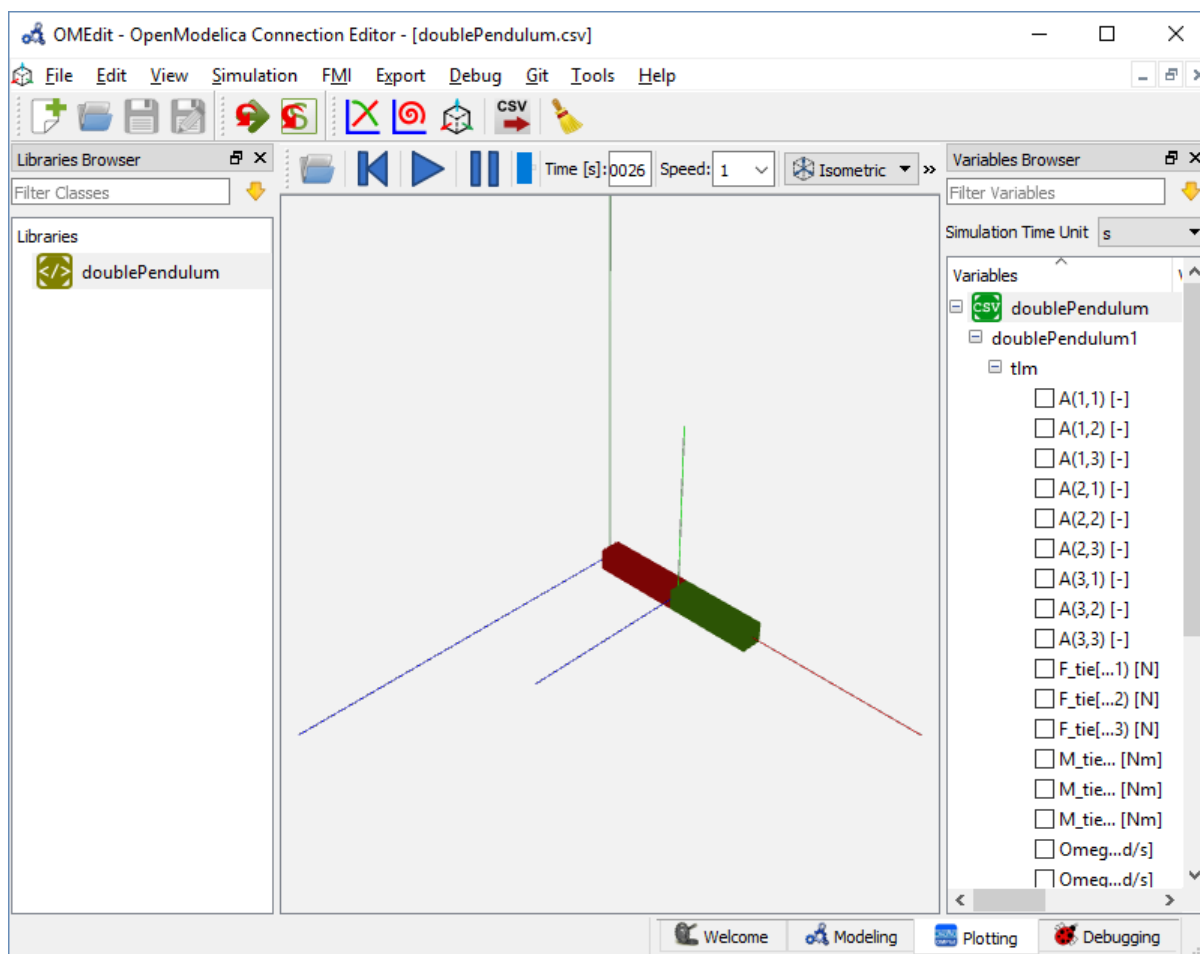 OMEdit - OpenModelica Connection Editor - [doublePendulum.csv]
File Edit View Simulation FMI Export Debug Git Tools Help
CSV
Libraries Browser
Filter Classes
Libraries
doublePendulum
Time [s]: 0026 Speed: 1 Isometric »
Variables Browser
Filter Variables
Simulation Time Unit s
Variables
CSV doublePendulum
doublePendulum1
tlm
A(1,1) [-]
A(1,2) [-]
A(1,3) [-]
A(2,1) [-]
A(2,2) [-]
A(2,3) [-]
A(3,1) [-]
A(3,2) [-]
A(3,3) [-]
F_tie[...1) [N]
F_tie[...2) [N]
F_tie[...3) [N]
M_tie... [Nm]
M_tie... [Nm]
M_tie... [Nm]
Omeg...d/s]
Omeg...d/s]
Welcome Modeling Plotting Debugging